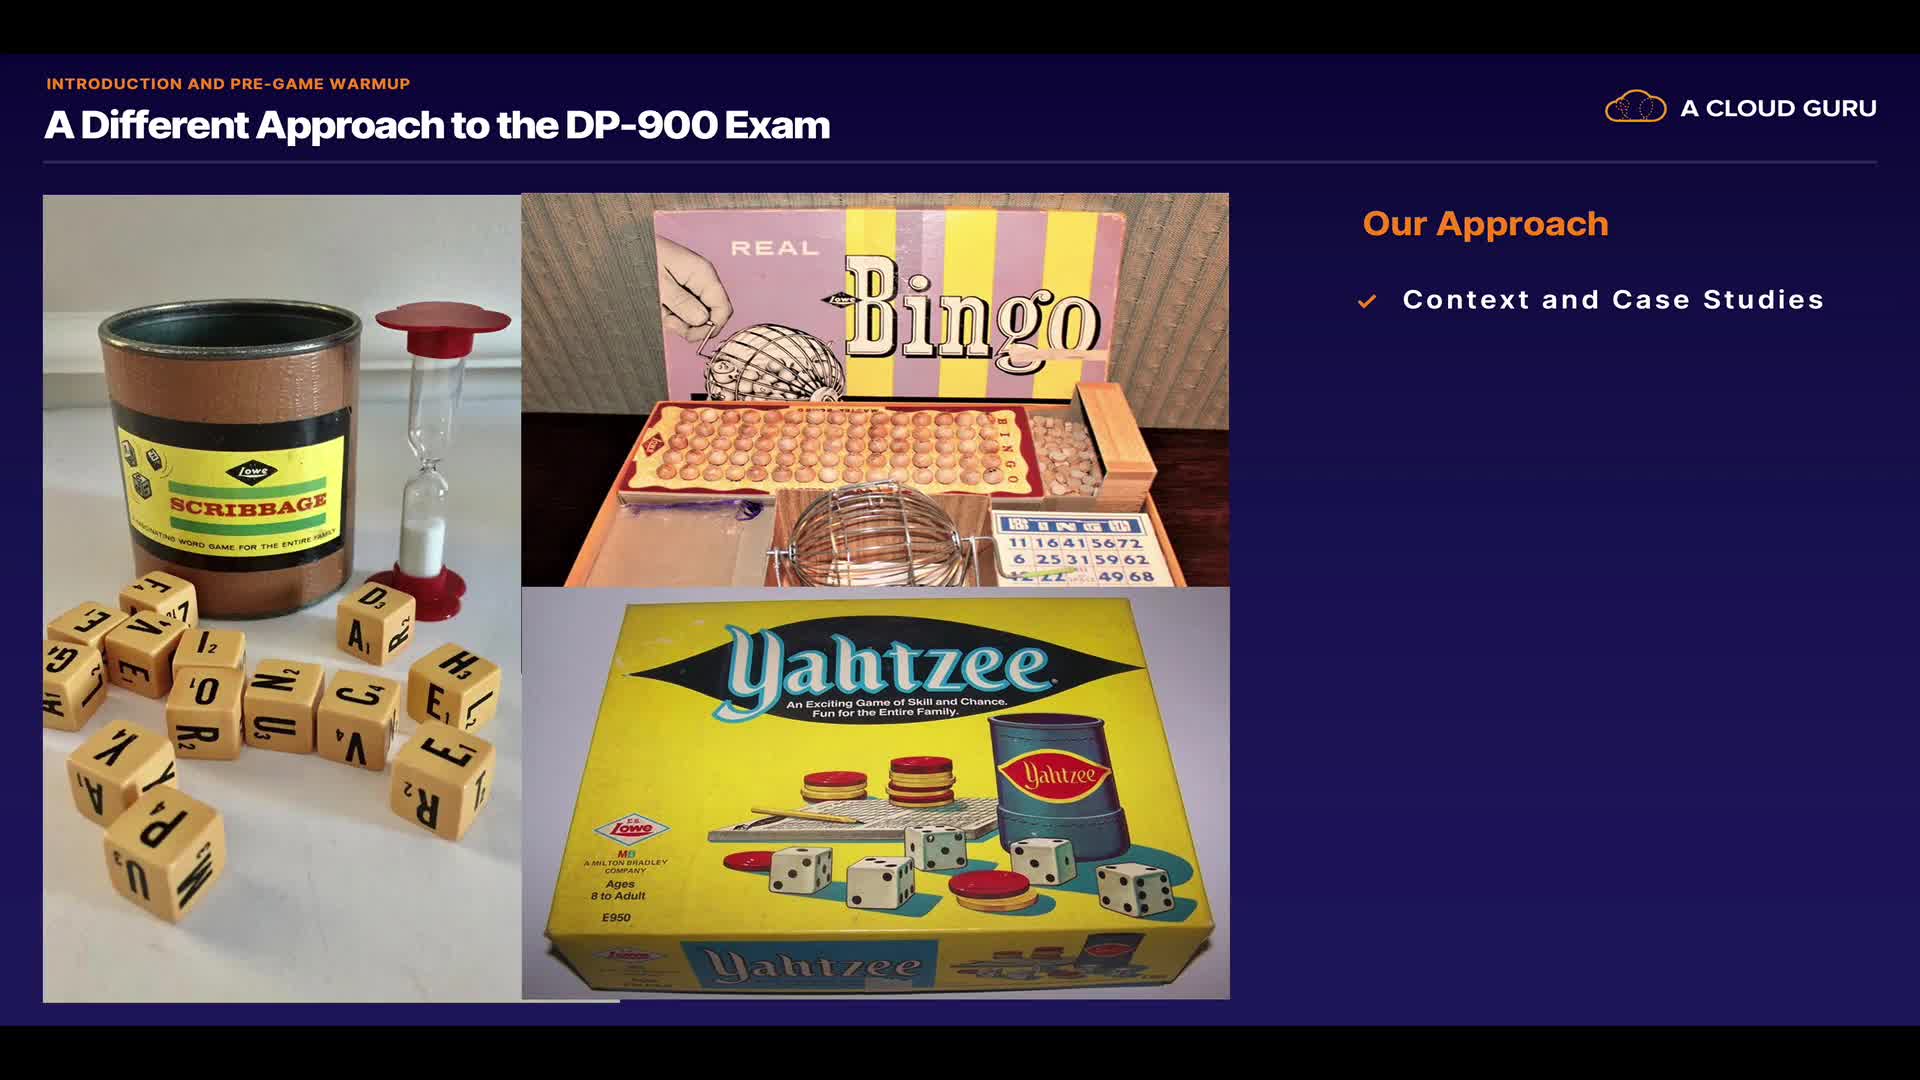 INTRODUCTION AND PRE-GAME WARMUP
A Different Approach to the DP-900 Exam
A CLOUD GURU
Our Approach
Context and Case Studies
Lowe
SCRIBBAGE
WORD GAME FOR THE ENTIRE FAMILY
REAL
Lowe
Bingo
BINGO
BINGO
11 16 41 56 72
6 25 31 59 62
49 68
Yahtzee
An Exciting Game of Skill and Chance.
Fun for the Entire Family.
Yahtzee
E.S.
Lowe
MB
A MILTON BRADLEY
COMPANY
Ages
8 to Adult
E950
Yahtzee